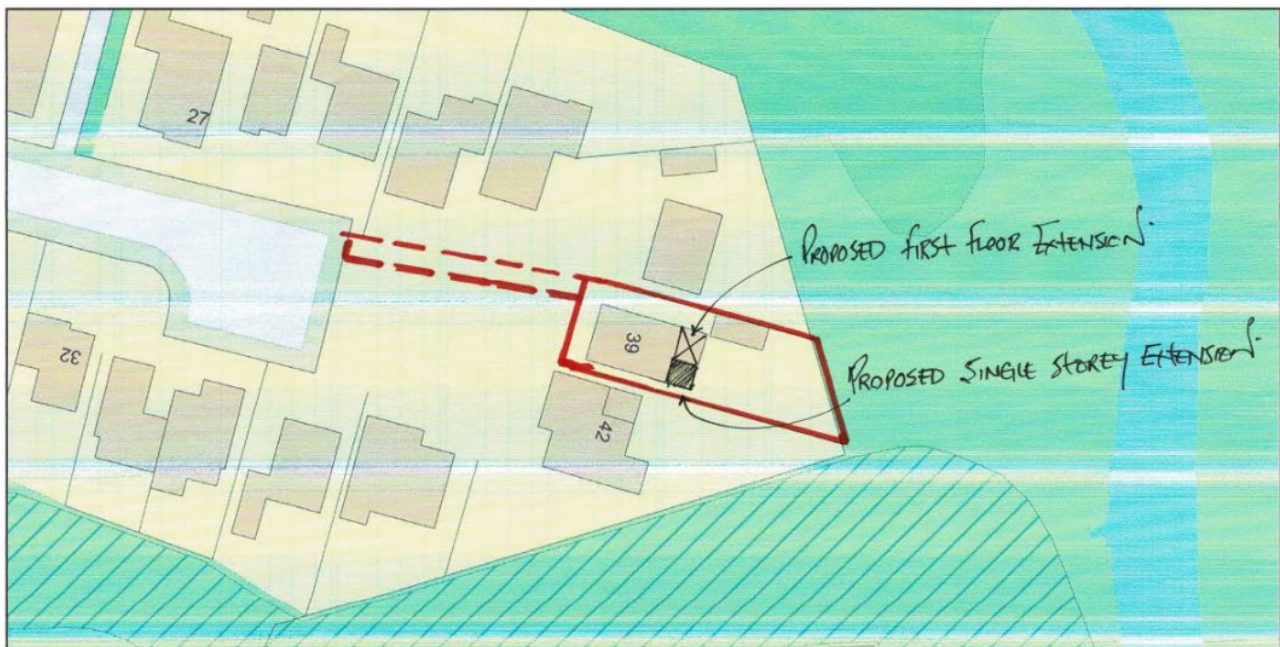 27
PROPOSED FIRST FLOOR EXTENSION.
39
PROPOSED SINGLE STOREY EXTENSION.
32
42